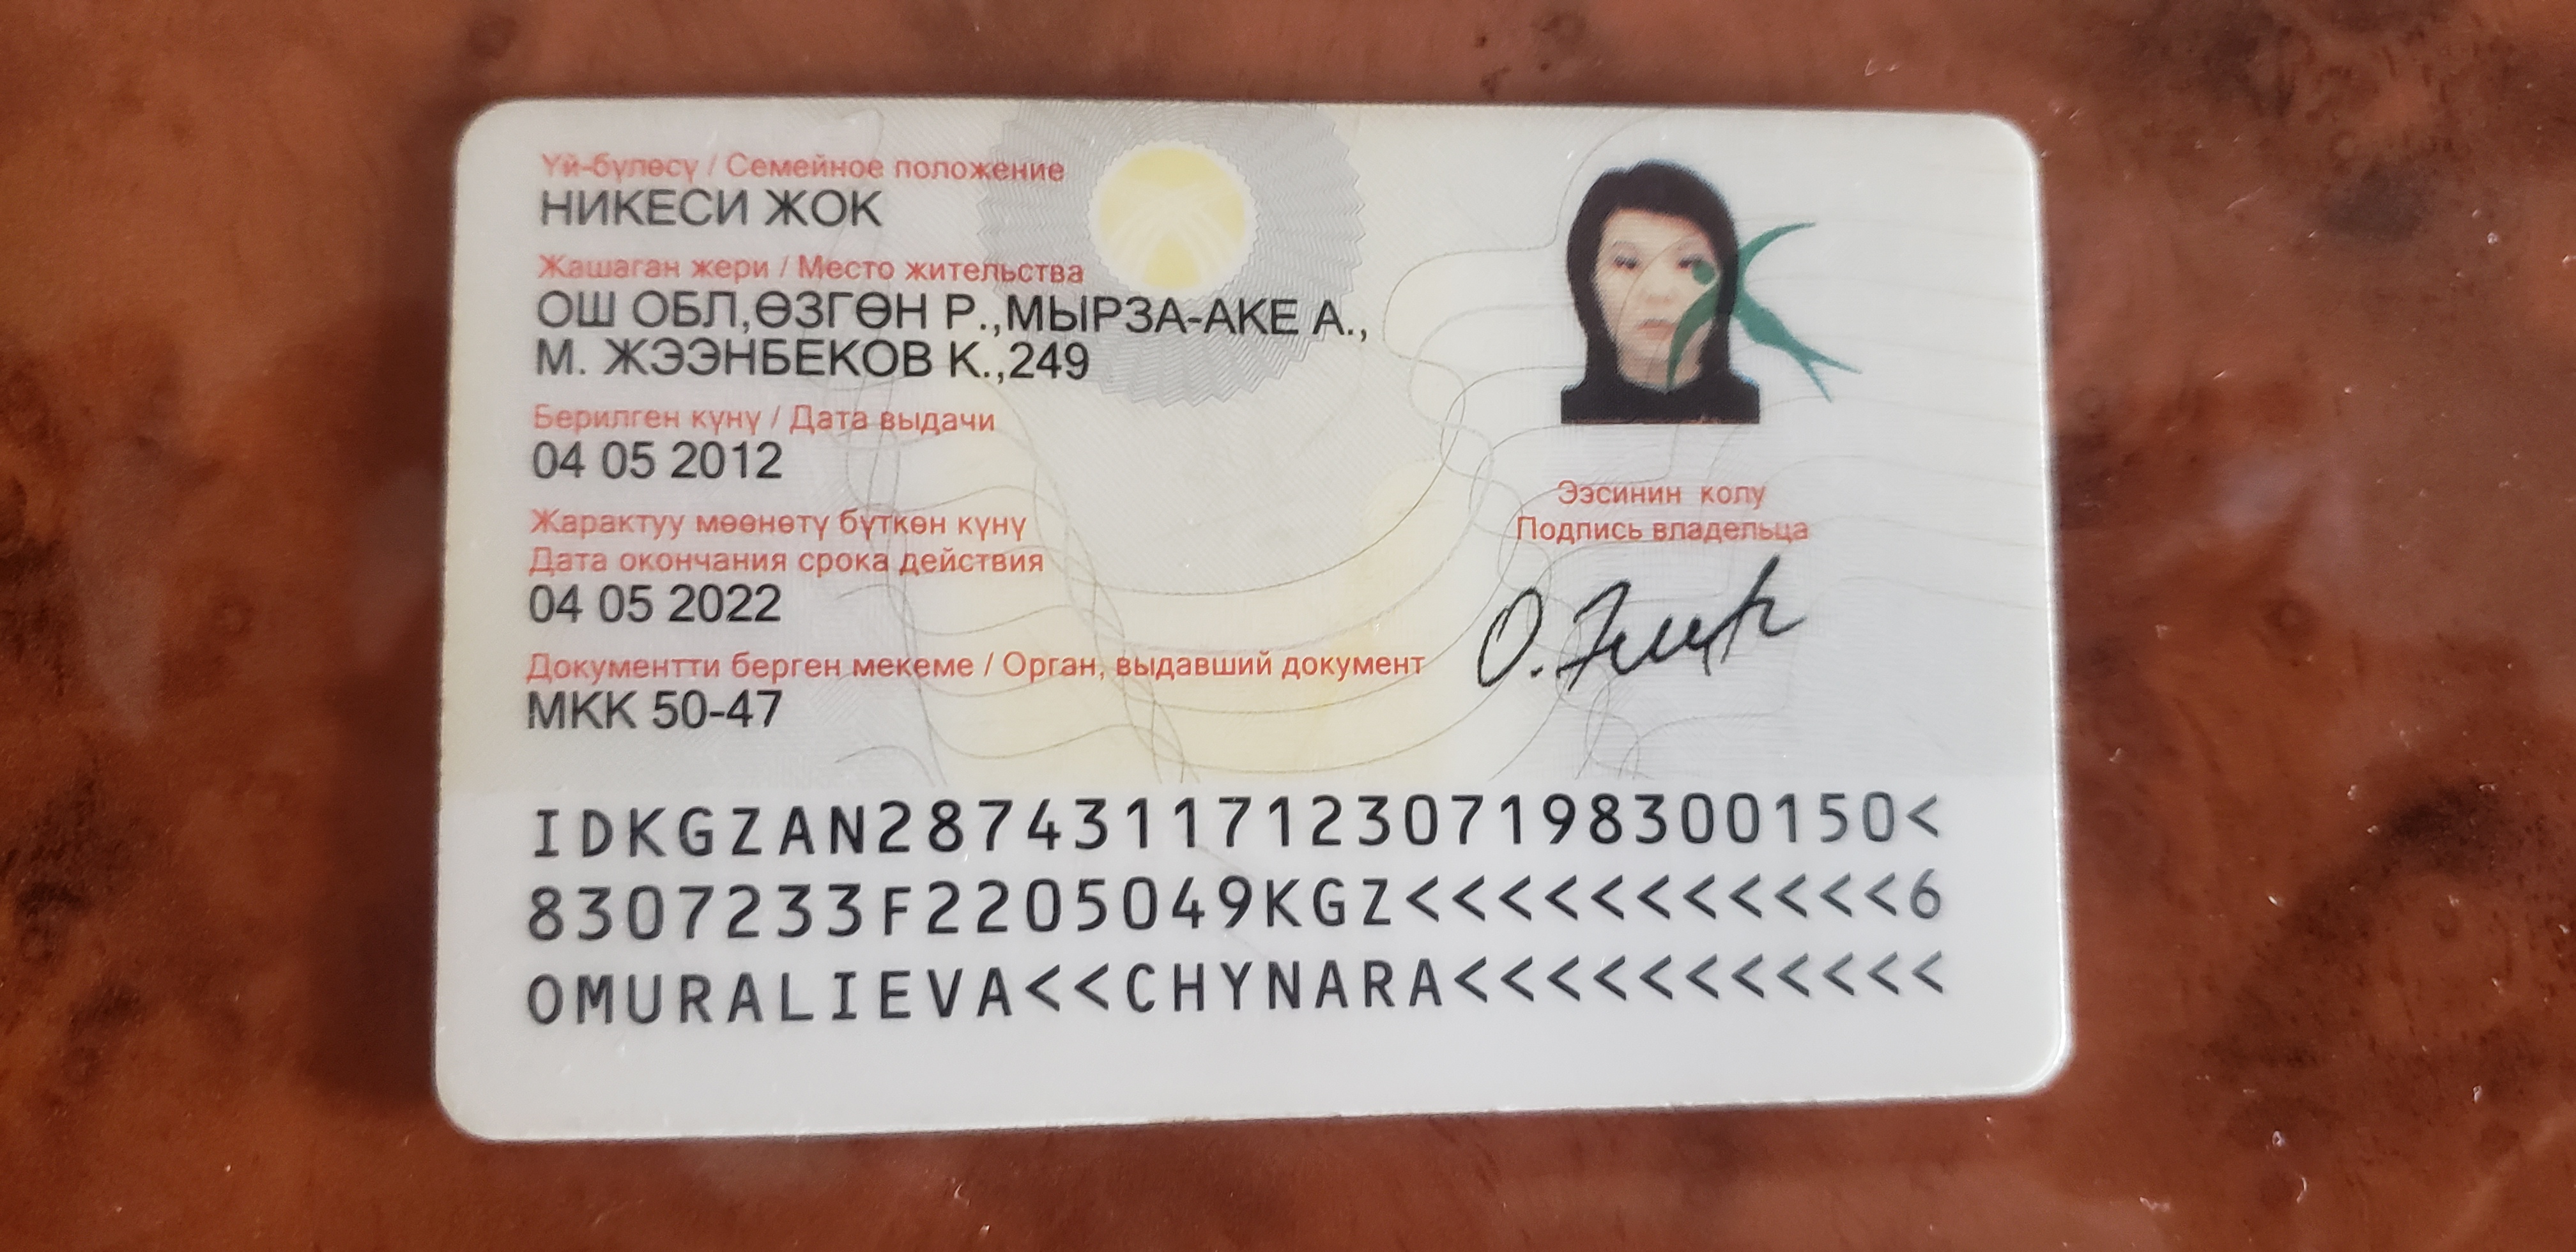 Үй-бүлөсү / Семейное положение
НИКЕСИ ЖОК
Жашаган жери / Место жительства
ОШ ОБЛ,ӨЗГӨН Р.,МЫРЗА-АКЕ А.,
М. ЖЭЭНБЕКОВ К.,249
Берилген күнү / Дата выдачи
04 05 2012
Жарактуу мөөнөтү бүткөн күнү
Дата окончания срока действия
04 05 2022
Документти берген мекеме / Орган, выдавший документ
МКК 50-47
Ээсинин колу
Подпись владельца
IDKGZAN2874311712307198300150<
8307233F2205049KGZ<<<<<<<<<<<6
OMURALIEVA<<CHYNARA<<<<<<<<<<<